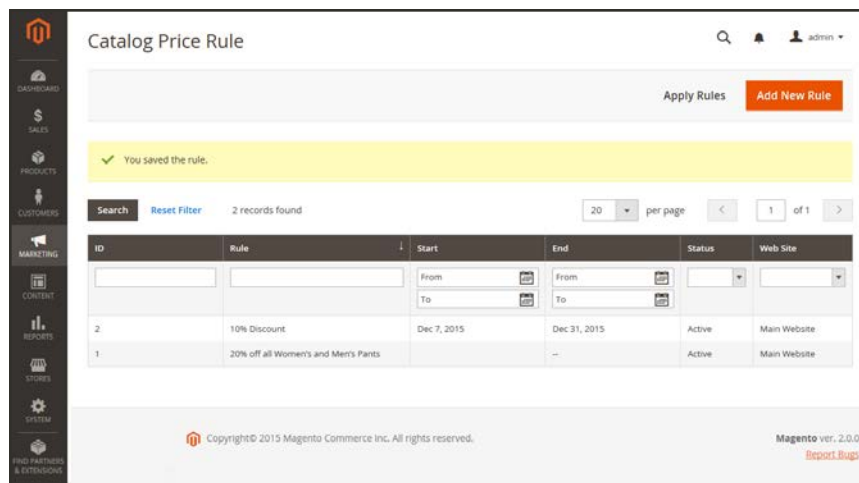 Catalog Price Rule
admin
DASHBOARD
SALES
PRODUCTS
CUSTOMERS
MARKETING
CONTENT
REPORTS
STORES
SYSTEM
FIND PARTNERS
& EXTENSIONS
Apply Rules Add New Rule
You saved the rule.
Search Reset Filter 2 records found 20 per page 1 of 1
ID Rule ↓ Start End Status Web Site
From From
To To
2 10% Discount Dec 7, 2015 Dec 31, 2015 Active Main Website
1 20% off all Women's and Men's Pants -- Active Main Website
Copyright© 2015 Magento Commerce Inc. All rights reserved. Magento ver. 2.0.0
Report Bugs